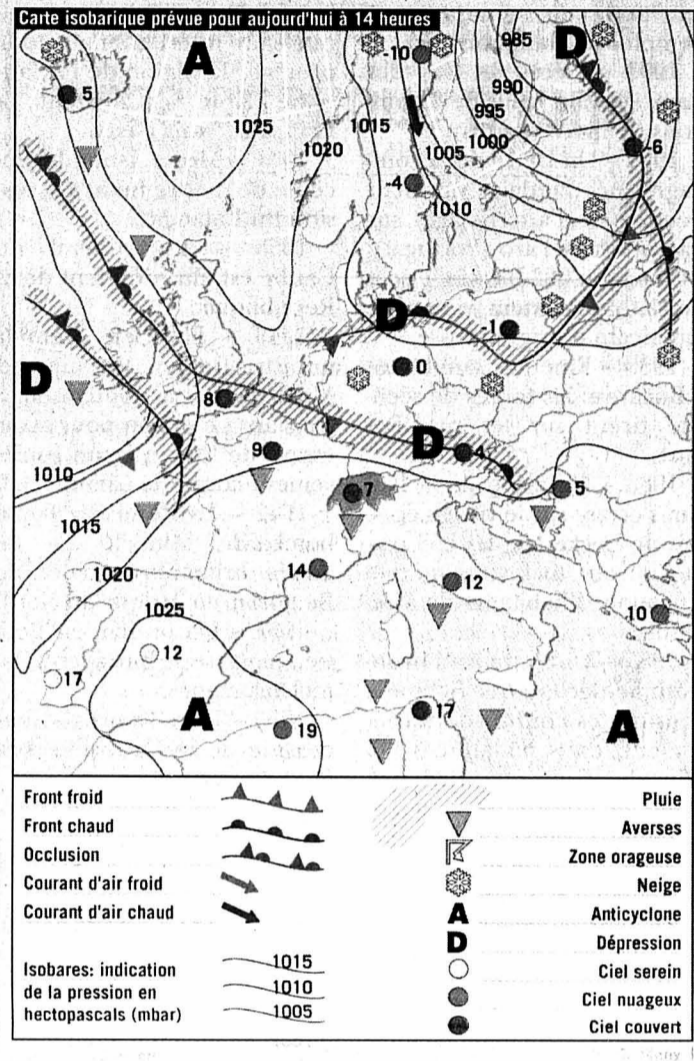 Carte isobarique prévue pour aujourd'hui à 14 heures
A
-10
985
D
5
990
1025
1015
995
-6
1020
1005
1000
-4
1010
D
-1
D
0
8
9
D
4
1010
7
5
1015
14
12
1020
10
1025
12
17
A
19
17
A
Front froid
Front chaud
Occlusion
Courant d'air froid
Courant d'air chaud
Isobares: indication
de la pression en
hectopascals (mbar)
1015
1010
1005
Pluie
Averses
Zone orageuse
Neige
A Anticyclone
D Dépression
Ciel serein
Ciel nuageux
Ciel couvert